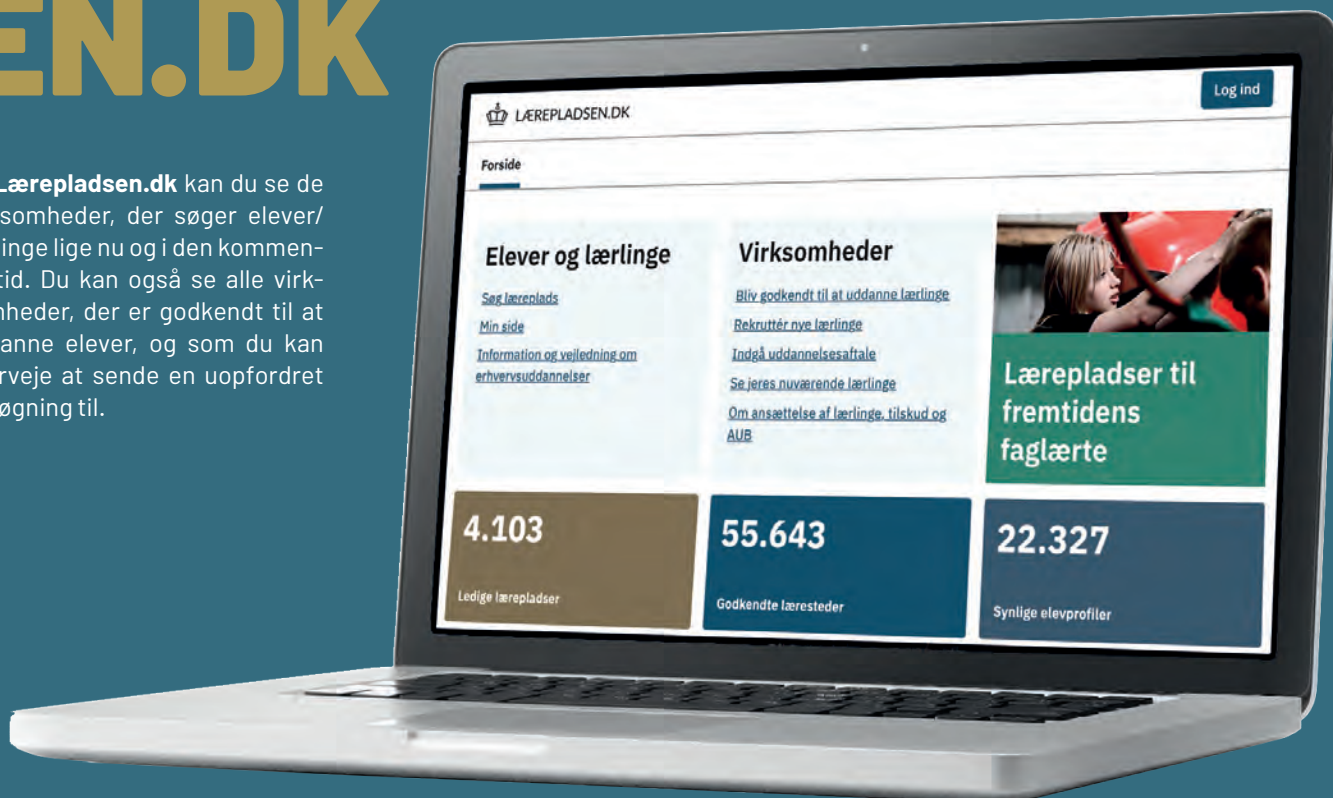 EN.DK
Lærepladsen.dk kan du se de
somheder, der søger elever/
inge lige nu og i den kommen-
tid. Du kan også se alle virk-
heder, der er godkendt til at
anne elever, og som du kan
rveje at sende en uopfordret
øgning til.
LÆREPLADSEN.DK
Log ind
Forside
Elever og lærlinge
Søg læreplads
Min side
Information og vejledning om
erhvervsuddannelser
Virksomheder
Bliv godkendt til at uddanne lærlinge
Rekruttér nye lærlinge
Indgå uddannelsesaftale
Se jeres nuværende lærlinge
Om ansættelse af lærlinge, tilskud og
AUB
Lærepladser til
fremtidens
faglærte
4.103
Ledige lærepladser
55.643
Godkendte læresteder
22.327
Synlige elevprofiler